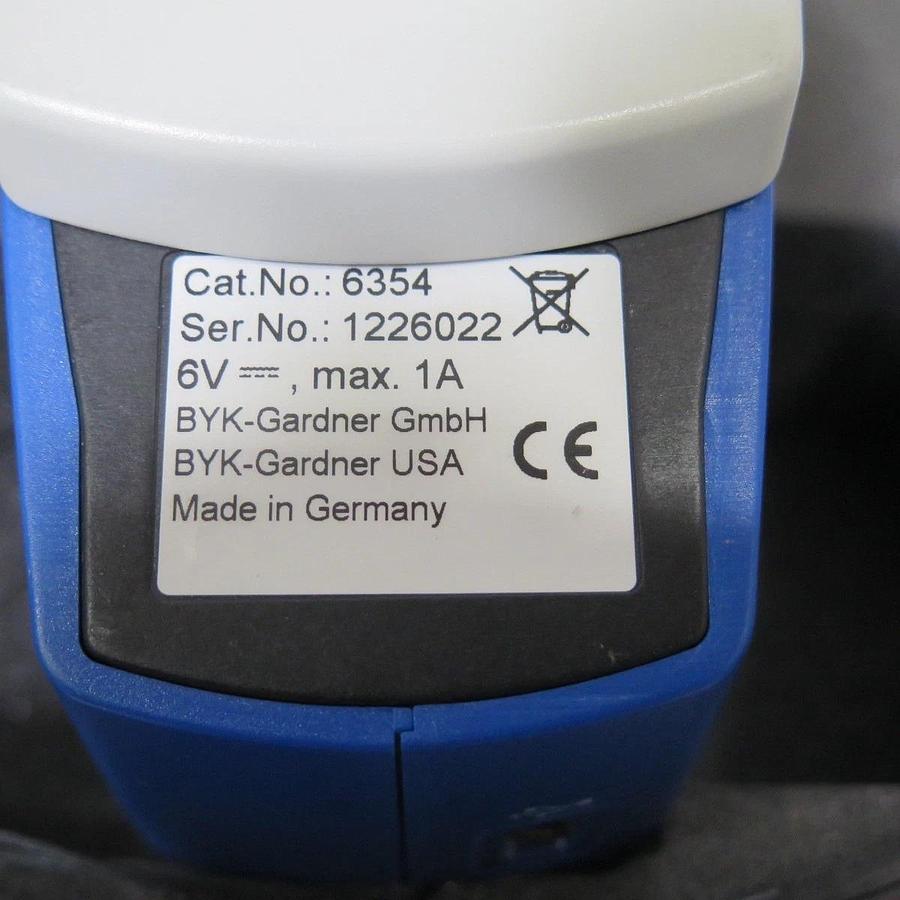 Cat.No.: 6354
Ser.No.: 1226022
6V ⎓, max. 1A
BYK-Gardner GmbH
BYK-Gardner USA
Made in Germany
CE